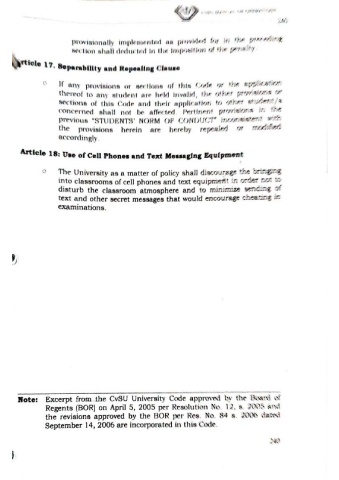 provisionally implemented as provided for in the preceding
section shall deducted in the imposition of the penalty.
Article 17. Separability and Repealing Clause
o If any provisions or sections of this Code or the application
thereof to any student are held invalid, the other provisions or
sections of this Code and their application to other student/s
concerned shall not be affected. Pertinent provisions in the
previous "STUDENTS' NORM OF CONDUCT" inconsistent with
the provisions herein are hereby repealed or modified
accordingly.
Article 18: Use of Cell Phones and Text Messaging Equipment
o The University as a matter of policy shall discourage the bringing
into classrooms of cell phones and text equipment in order not to
disturb the classroom atmosphere and to minimize sending of
text and other secret messages that would encourage cheating in
examinations.
Note: Excerpt from the CvSU University Code approved by the Board of
Regents (BOR) on April 5, 2005 per Resolution No. 12, s. 2005 and
the revisions approved by the BOR per Res. No. 84 s. 2006 dated
September 14, 2006 are incorporated in this Code.
240